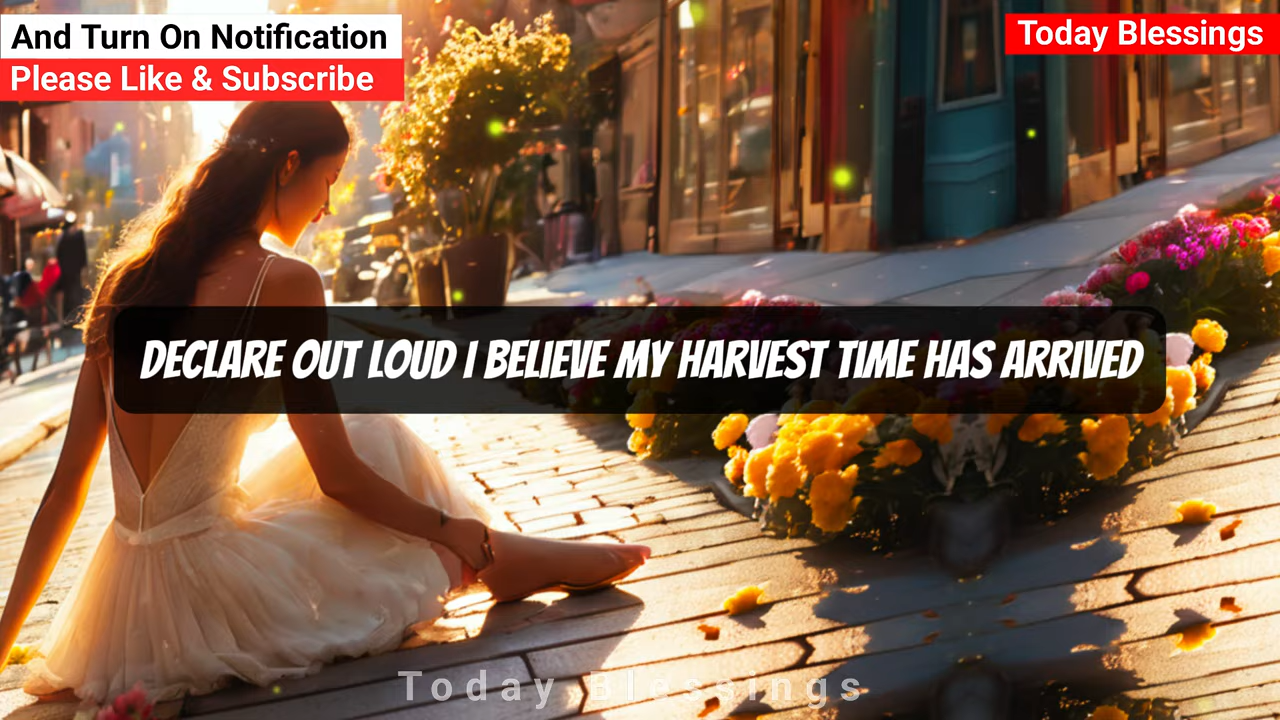 And Turn On Notification
Please Like & Subscribe
Today Blessings
DECLARE OUT LOUD I BELIEVE MY HARVEST TIME HAS ARRIVED
Today Blessings